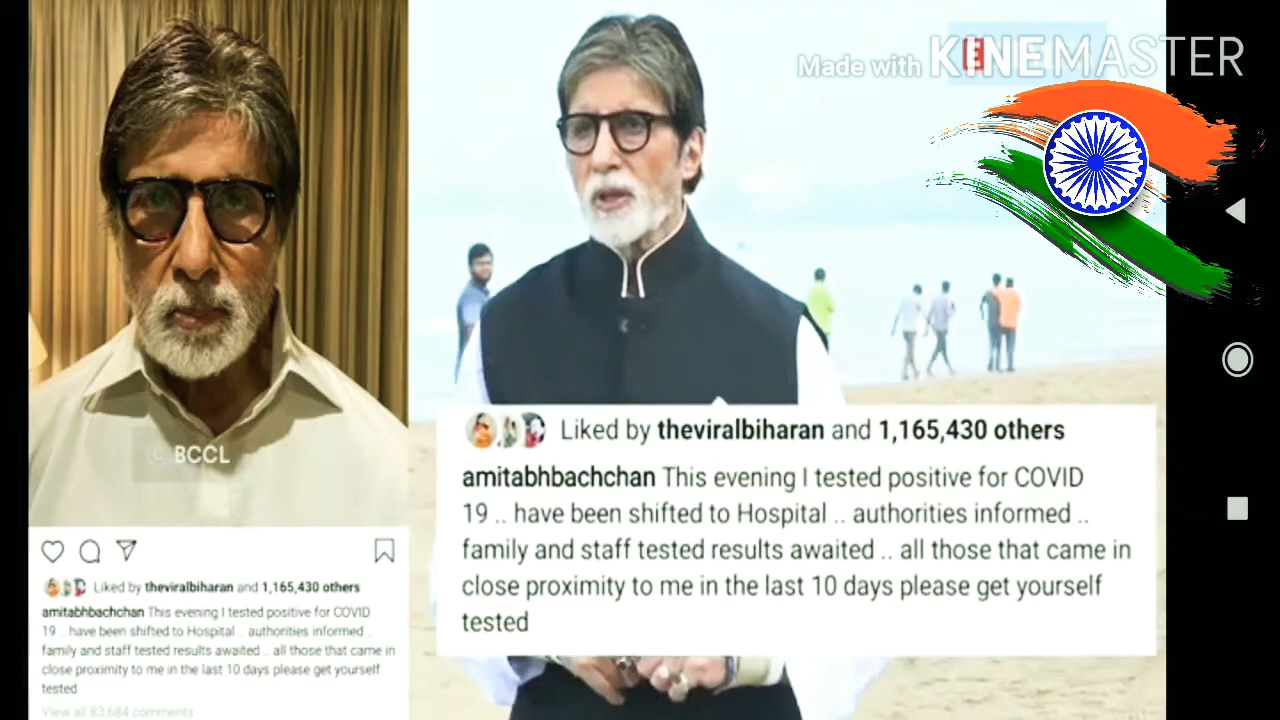 Made with KINEMASTER
E
© BCCL
Liked by theviralbiharan and 1,165,430 others
amitabhbachchan This evening I tested positive for COVID
19 .. have been shifted to Hospital .. authorities informed ..
family and staff tested results awaited .. all those that came in
close proximity to me in the last 10 days please get yourself
tested
Liked by theviralbiharan and 1,165,430 others
amitabhbachchan This evening I tested positive for COVID
19 .. have been shifted to Hospital .. authorities informed ..
family and staff tested results awaited .. all those that came in
close proximity to me in the last 10 days please get yourself
tested
View all 83,684 comments